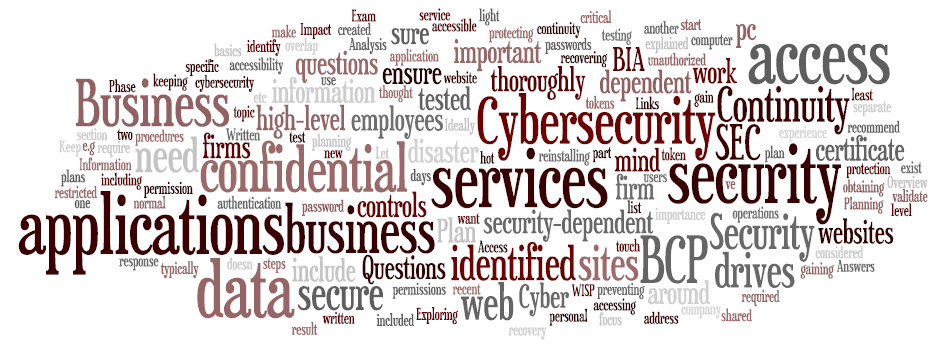 Exam service light critical
make Impact created sure accessible continuity testing another start
basics identify overlap Analysis protecting explained computer pc
specific accessibility questions application important recovering passwords BIA unauthorized access
Phase keeping cybersecurity use ensure website thoroughly dependent work
Business etc information thought tested tokens Links gain Continuity least
topic high-level employees Ideally Cybersecurity separate
section two procedures Written test planning experience recommend
Keep e.g require need firms new Let disaster hot reinstalling part mind token SEC plan certificate
Information confidential days services firm users 've security protection exist
plans including permission obtaining Overview
restricted normal authentication password controls want list importance operations Planning validate
one applications business Plan security-dependent Security level websites
response doesn steps Access touch considered
typically include Questions identified sites BCP drives gaining Answers
data secure permissions recent web Cyber WISP preventing around required
included Exploring personal accessing company shared
result written recovery address focus